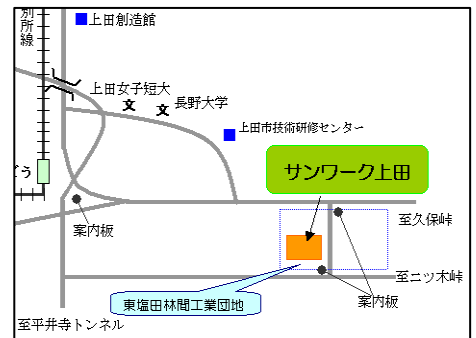 別所線
上田創造館
上田女子短大
文
文
長野大学
上田市技術研修センター
どう
サンワーク上田
案内板
至久保峠
至ニツ木峠
案内板
東塩田林間工業団地
至平井寺トンネル